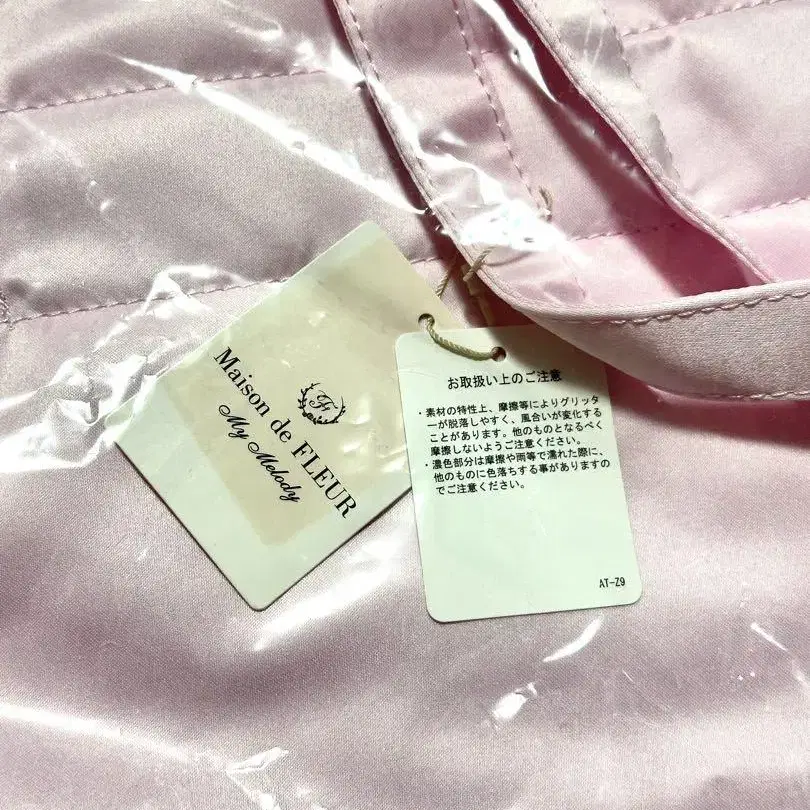 Maison de FLEUR
My Melody
お取扱い上のご注意
・素材の特性上、摩擦等によりグリッタ
ーが脱落しやすく、風合いが変化する
ことがあります。他のものとなるべく
摩擦しないようご注意ください。
・濃色部分は摩擦や雨等で濡れた際に、
他のものに色落ちする事がありますの
でご注意ください。
AT-Z9